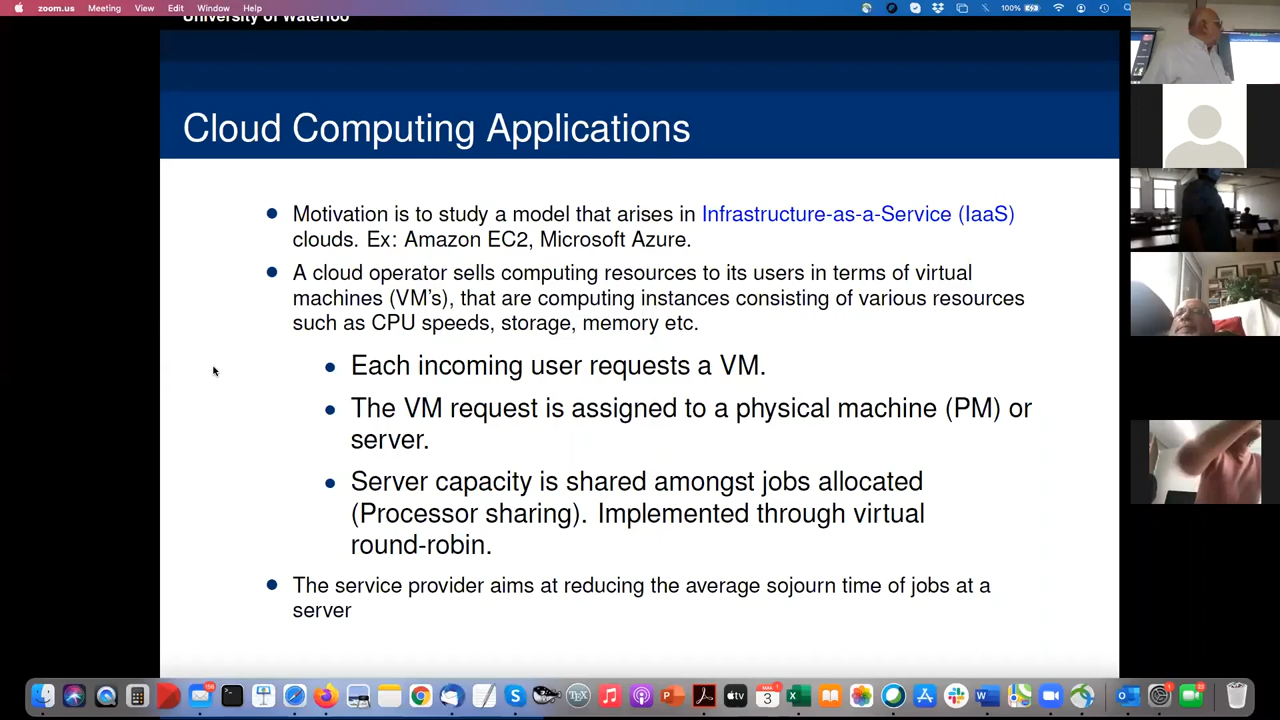 zoom.us Meeting View Edit Window Help 100%
University of Waterloo
Cloud Computing Applications
Motivation is to study a model that arises in Infrastructure-as-a-Service (IaaS)
clouds. Ex: Amazon EC2, Microsoft Azure.
A cloud operator sells computing resources to its users in terms of virtual
machines (VM's), that are computing instances consisting of various resources
such as CPU speeds, storage, memory etc.
Each incoming user requests a VM.
The VM request is assigned to a physical machine (PM) or
server.
Server capacity is shared amongst jobs allocated
(Processor sharing). Implemented through virtual
round-robin.
The service provider aims at reducing the average sojourn time of jobs at a
server